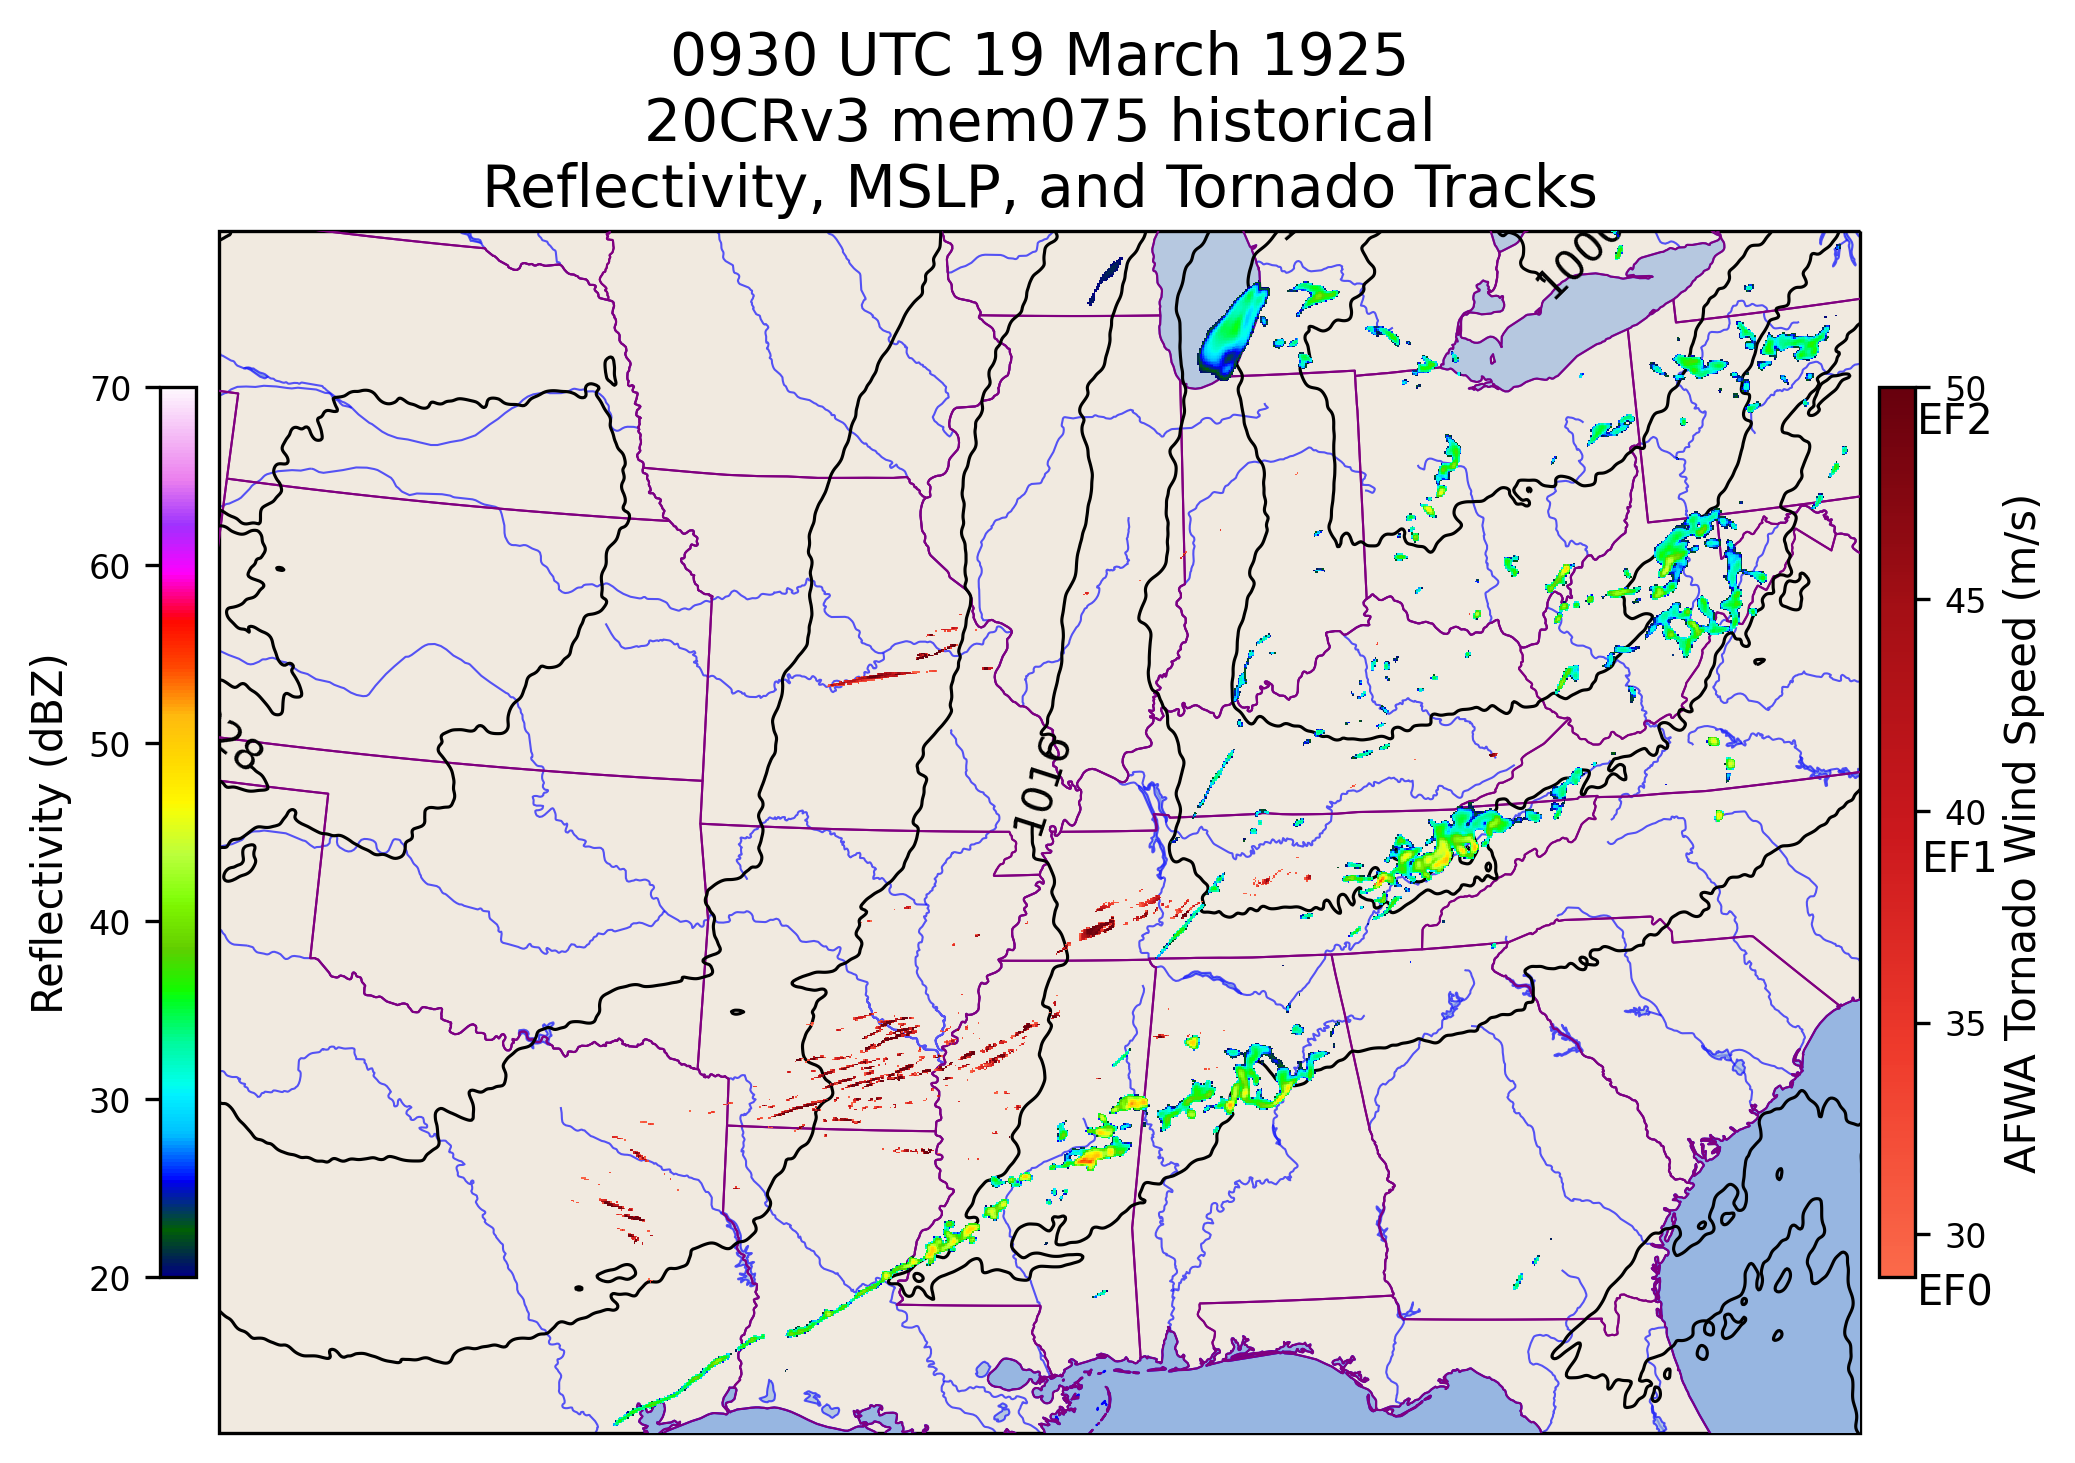 0930 UTC 19 March 1925
20CRv3 mem075 historical
Reflectivity, MSLP, and Tornado Tracks
1000
1016
70
60
50
40
30
20
Reflectivity (dBZ)
50
EF2
45
40
EF1
35
30
EF0
AFWA Tornado Wind Speed (m/s)